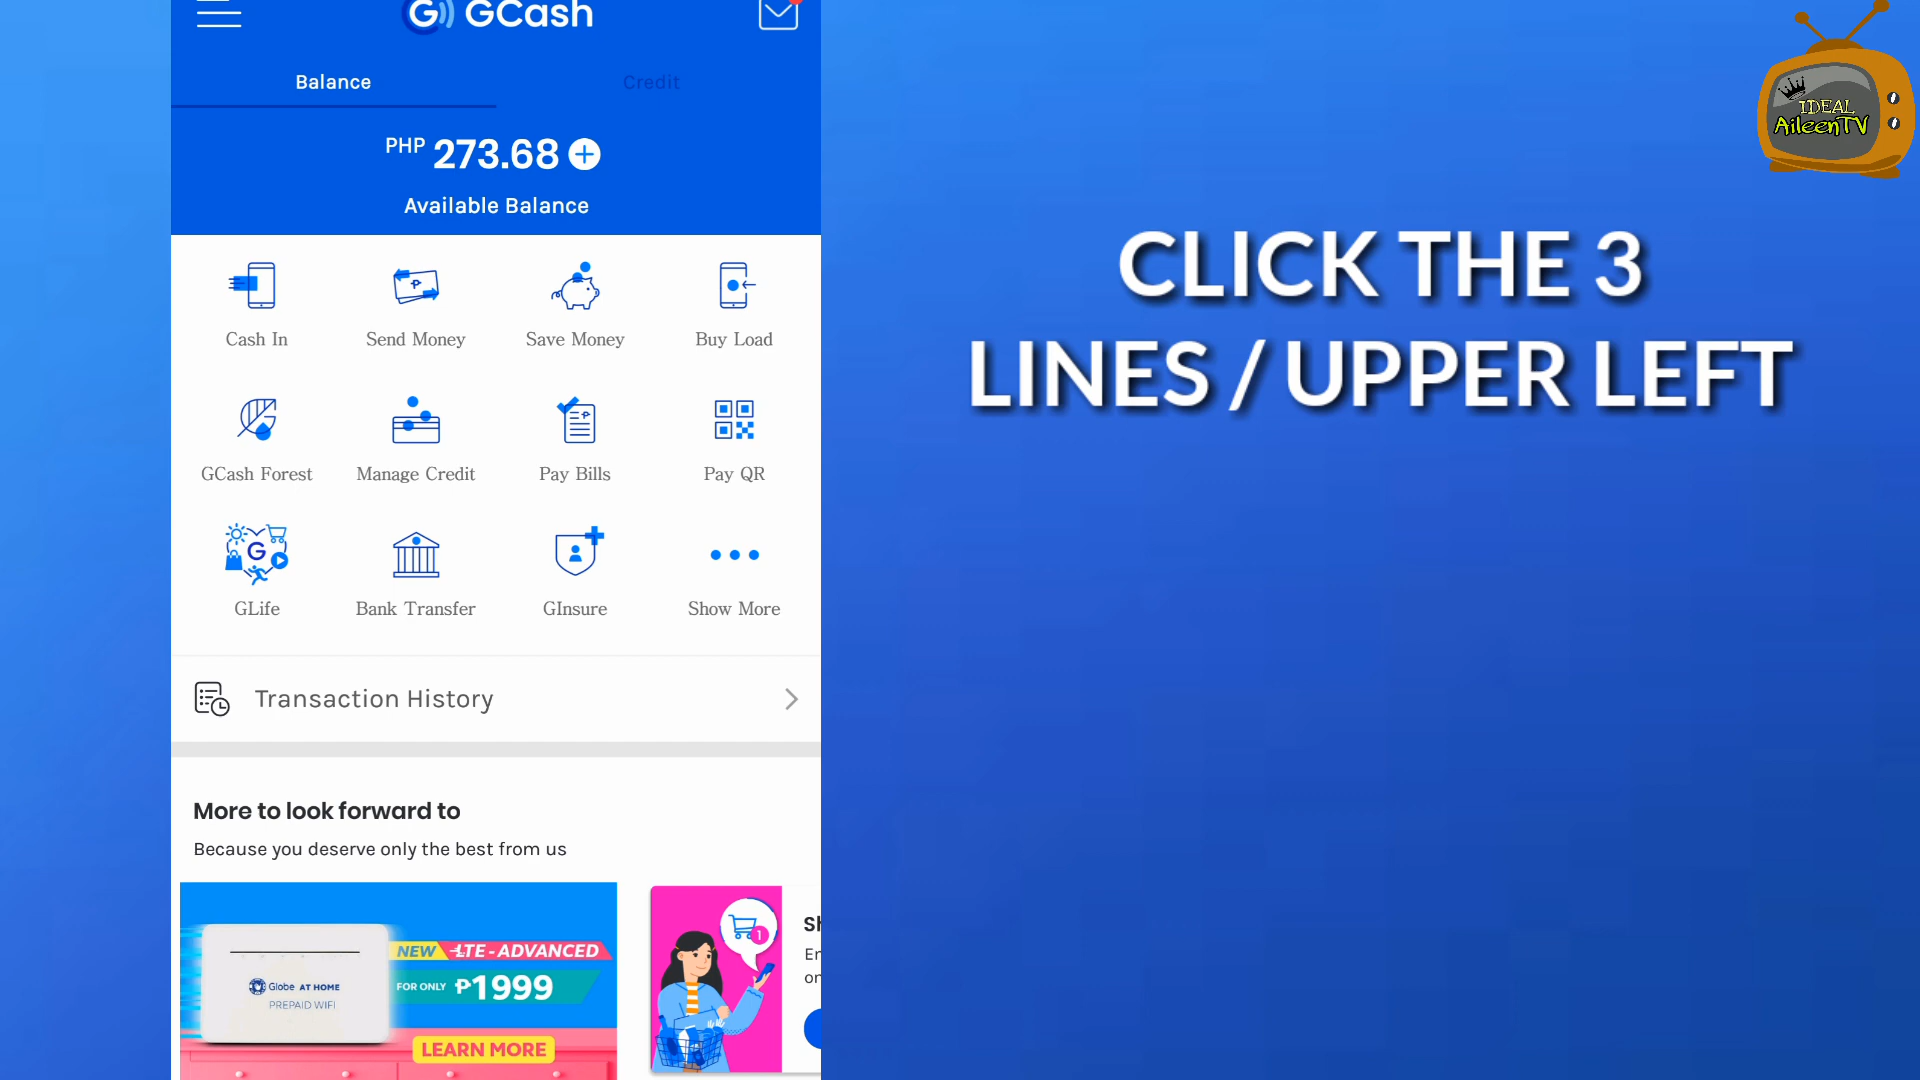 GCash
Balance
Credit
PHP 273.68
Available Balance
Cash In
Send Money
Save Money
Buy Load
GCash Forest
Manage Credit
Pay Bills
Pay QR
GLife
Bank Transfer
GInsure
Show More
Transaction History
More to look forward to
Because you deserve only the best from us
NEW LTE-ADVANCED
FOR ONLY ₱1999
Globe AT HOME
PREPAID WIFI
LEARN MORE
1
CLICK THE 3
LINES / UPPER LEFT
IDEAL
AileenTV